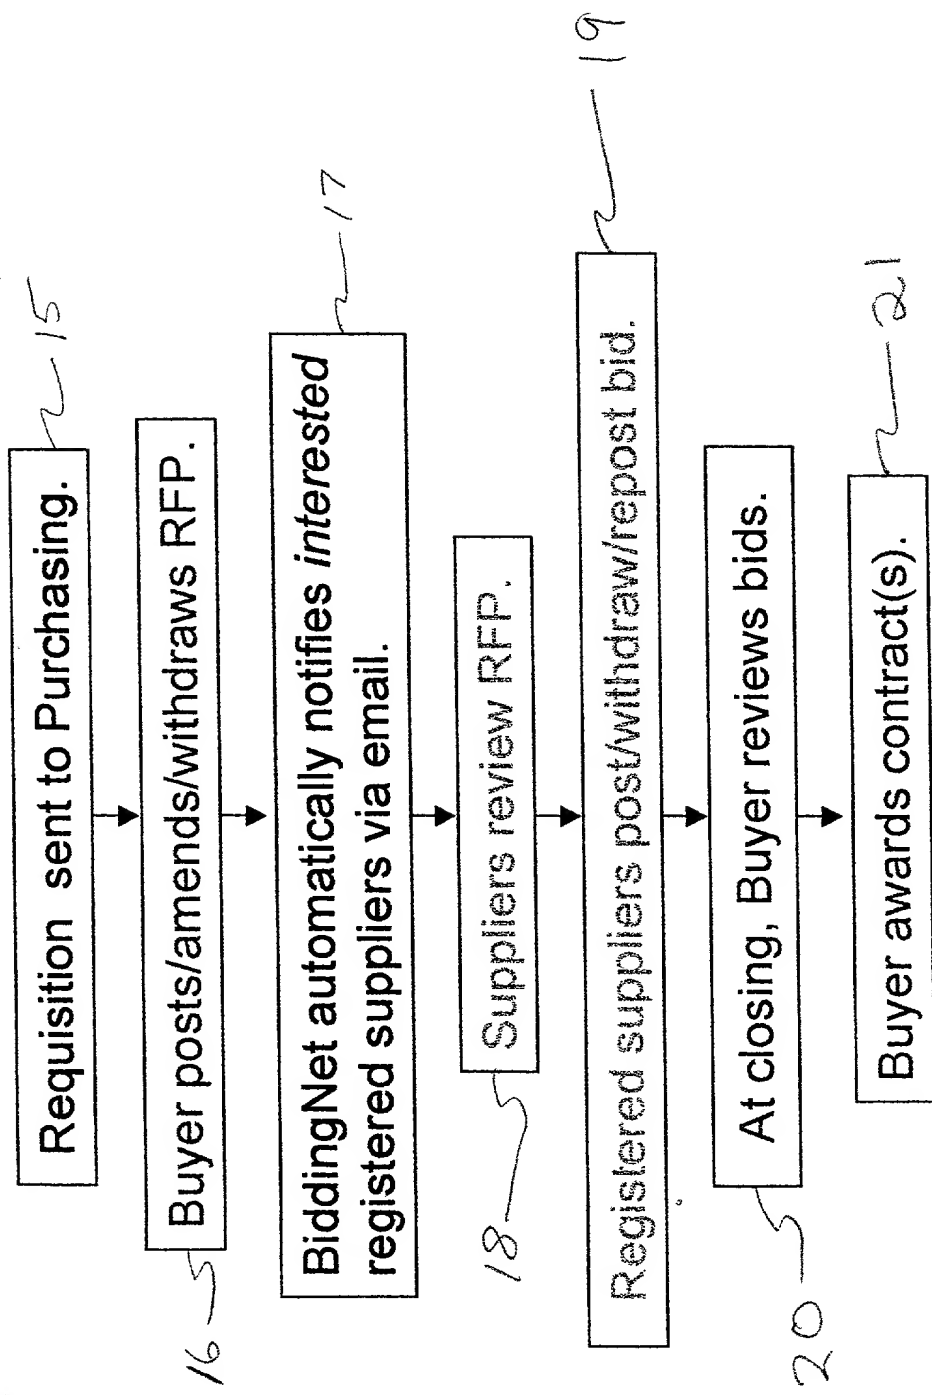 Requisition sent to Purchasing.
15
Buyer posts/amends/withdraws RFP.
16
BiddingNet automatically notifies interested
registered suppliers via email.
17
Suppliers review RFP.
18
Registered suppliers post/withdraw/repost bid.
19
At closing, Buyer reviews bids.
20
Buyer awards contract(s).
21